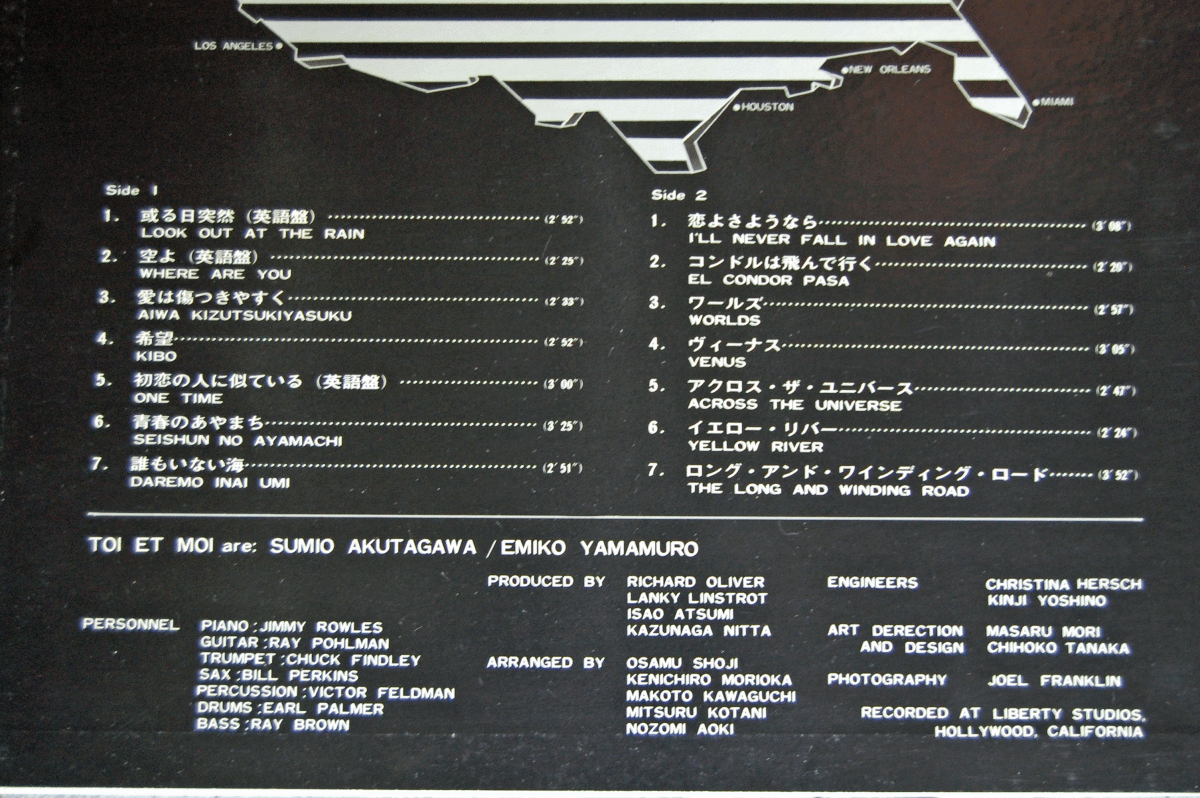 LOS ANGELES
NEW ORLEANS
HOUSTON
MIAMI
Side 1
1. 或る日突然 (英語盤) (2′52″)
LOOK OUT AT THE RAIN
2. 空よ (英語盤) (2′25″)
WHERE ARE YOU
3. 愛は傷つきやすく (2′33″)
AIWA KIZUTSUKIYASUKU
4. 希望 (2′52″)
KIBO
5. 初恋の人に似ている (英語盤) (3′00″)
ONE TIME
6. 青春のあやまち (3′25″)
SEISHUN NO AYAMACHI
7. 誰もいない海 (2′51″)
DAREMO INAI UMI
Side 2
1. 恋よさようなら (3′08″)
I'LL NEVER FALL IN LOVE AGAIN
2. コンドルは飛んで行く (2′20″)
EL CONDOR PASA
3. ワールズ (2′57″)
WORLDS
4. ヴィーナス (3′05″)
VENUS
5. アクロス・ザ・ユニバース (2′47″)
ACROSS THE UNIVERSE
6. イエロー・リバー (2′24″)
YELLOW RIVER
7. ロング・アンド・ワインディング・ロード (3′52″)
THE LONG AND WINDING ROAD
TOI ET MOI are: SUMIO AKUTAGAWA / EMIKO YAMAMURO
PERSONNEL PIANO:JIMMY ROWLES
GUITAR:RAY POHLMAN
TRUMPET:CHUCK FINDLEY
SAX:BILL PERKINS
PERCUSSION:VICTOR FELDMAN
DRUMS:EARL PALMER
BASS:RAY BROWN
PRODUCED BY RICHARD OLIVER
LANKY LINSTROT
ISAO ATSUMI
KAZUNAGA NITTA
ARRANGED BY OSAMU SHOJI
KENICHIRO MORIOKA
MAKOTO KAWAGUCHI
MITSURU KOTANI
NOZOMI AOKI
ENGINEERS CHRISTINA HERSCH
KINJI YOSHINO
ART DERECTION MASARU MORI
AND DESIGN CHIHOKO TANAKA
PHOTOGRAPHY JOEL FRANKLIN
RECORDED AT LIBERTY STUDIOS,
HOLLYWOOD, CALIFORNIA